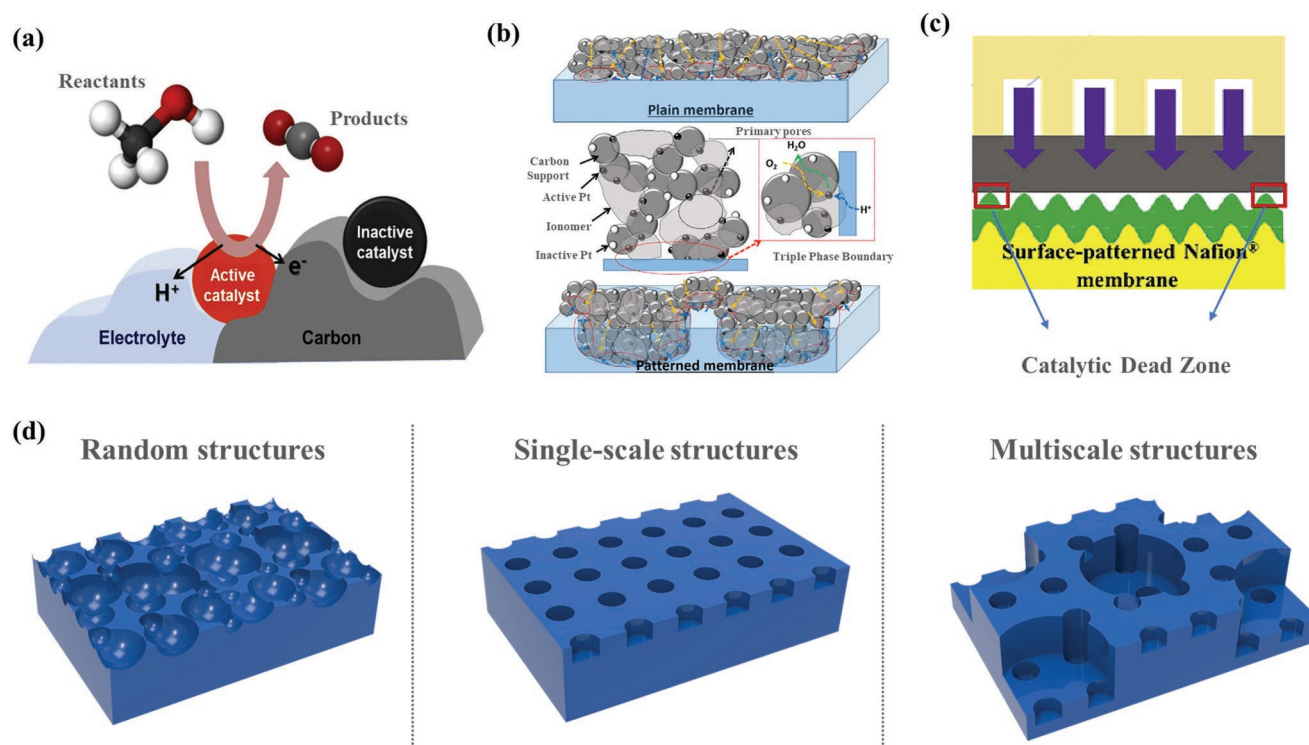 (a)
Reactants
Products
Inactive
catalyst
Active
catalyst
H⁺
e⁻
Electrolyte
Carbon
(b)
Plain membrane
Primary pores
Carbon
Support
Active Pt
Ionomer
Inactive Pt
H₂O
O₂
H⁺
Triple Phase Boundary
Patterned membrane
(c)
Surface-patterned Nafion®
membrane
Catalytic Dead Zone
(d)
Random structures
Single-scale structures
Multiscale structures